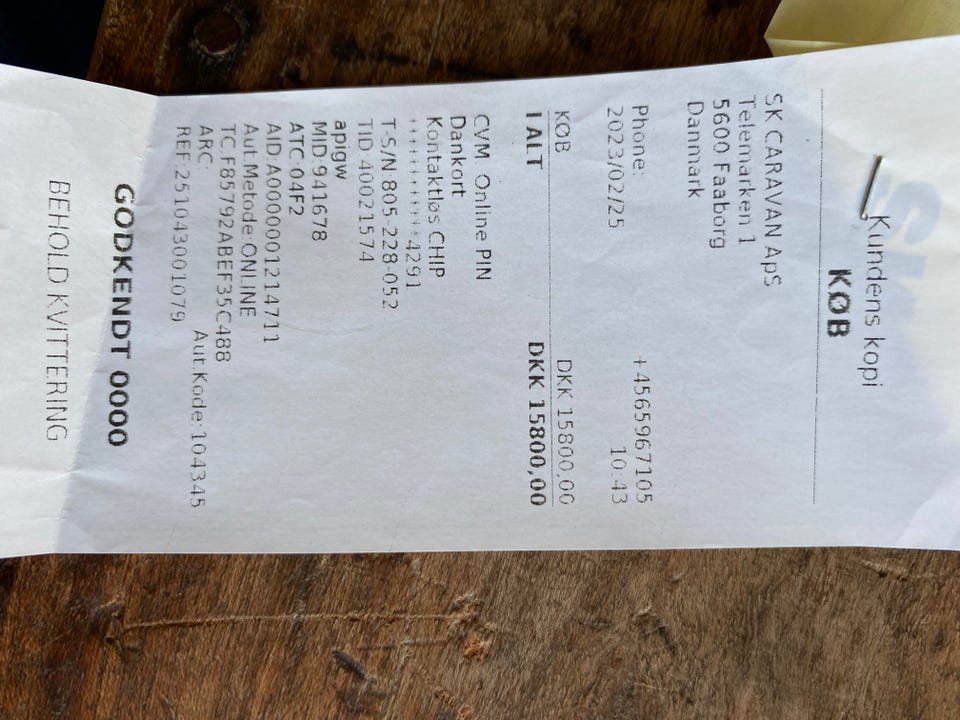 Kundens kopi
KØB
SK CARAVAN ApS
Telemarken 1
5600 Faaborg
Danmark
Phone: +4565967105
2023/02/25 10:43
KØB DKK 15800,00
I ALT DKK 15800,00
CVM: Online PIN
Dankort
Kontaktløs CHIP
************4291
T-S/N 805-228-052
TID:40021574
apigw
MID:941678
ATC:04F2
AID:A0000001214711
Aut.Metode:ONLINE
TC:F85792ABEF35C488
ARC: Aut.Kode:104345
REF:251043001079
GODKENDT 0000
BEHOLD KVITTERING